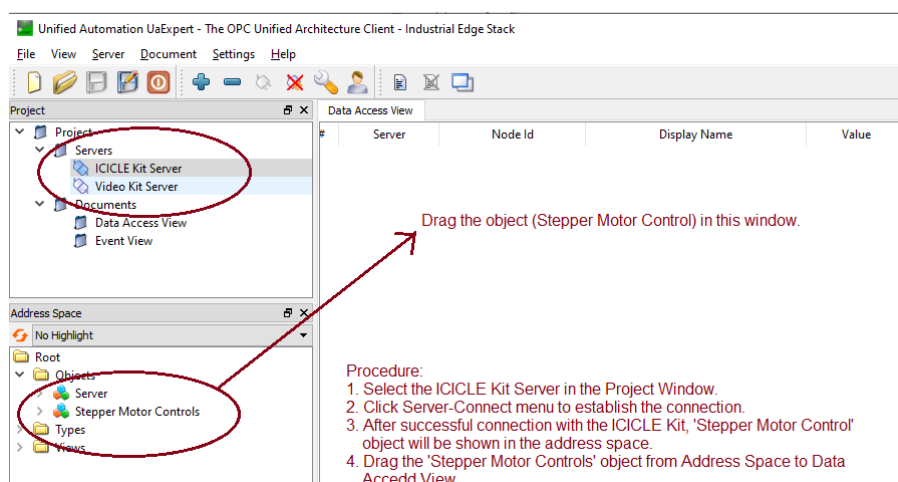 Unified Automation UaExpert - The OPC Unified Architecture Client - Industrial Edge Stack
File View Server Document Settings Help
Project
Project
Servers
ICICLE Kit Server
Video Kit Server
Documents
Data Access View
Event View
Address Space
No Highlight
Root
Objects
Server
Stepper Motor Controls
Types
Views
Data Access View
# Server Node Id Display Name Value
Drag the object (Stepper Motor Control) in this window.
Procedure:
1. Select the ICICLE Kit Server in the Project Window.
2. Click Server-Connect menu to establish the connection.
3. After successful connection with the ICICLE Kit, 'Stepper Motor Control'
object will be shown in the address space.
4. Drag the 'Stepper Motor Controls' object from Address Space to Data
Accedd View